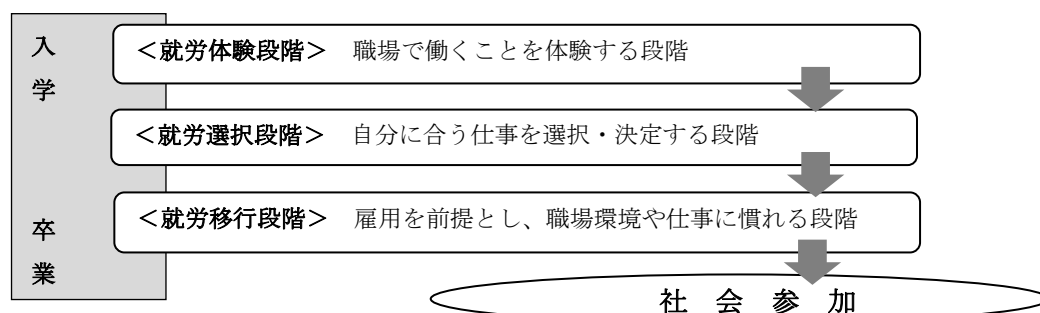 入学
＜就労体験段階＞　職場で働くことを体験する段階
＜就労選択段階＞　自分に合う仕事を選択・決定する段階
＜就労移行段階＞　雇用を前提とし、職場環境や仕事に慣れる段階
卒業
社　会　参　加